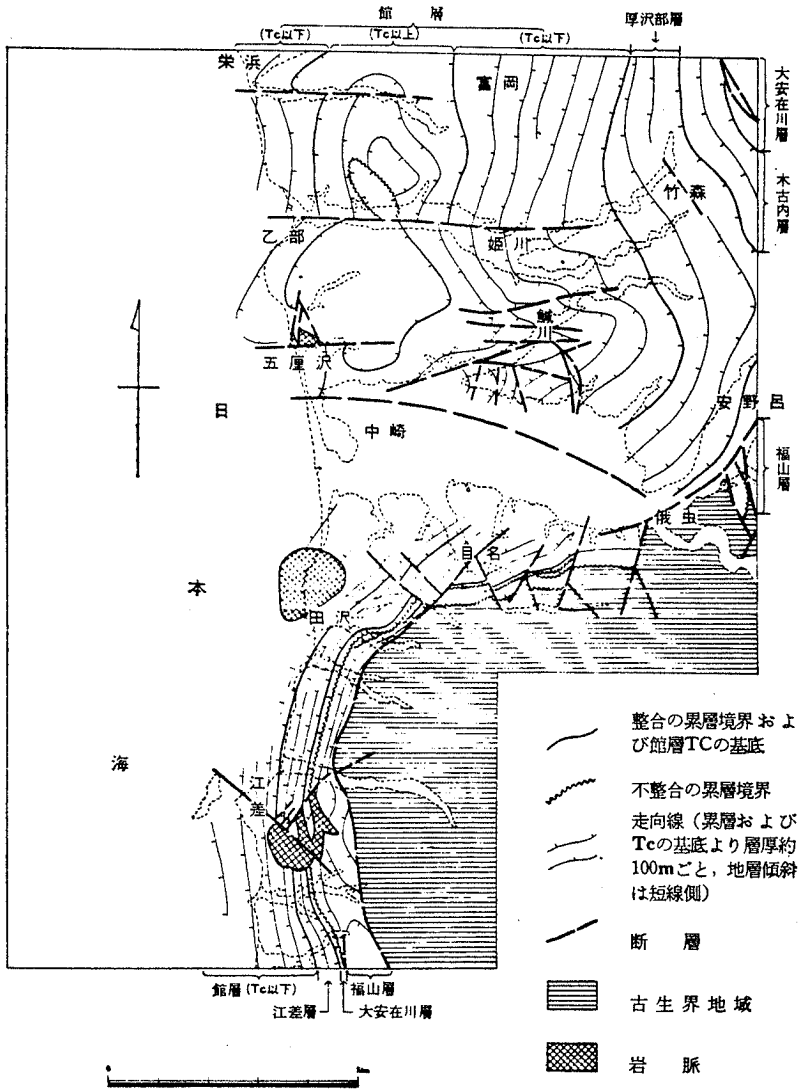 館層
厚沢部層
(Tc以下)
(Tc以上)
(Tc以下)
栄浜
富岡
大安在川層
木古内層
竹森
乙部
姫川
鰔川
五厘沢
安野呂
日
中崎
福山層
俄虫
目名
本
田沢
海
江差
整合の累層境界およ
び館層TCの基底
不整合の累層境界
走向線(累層および
Tcの基底より層厚約
100mごと,地層傾斜
は短線側)
断層
古生界地域
岩脈
館層(Tc以下)
福山層
江差層
大安在川層
0